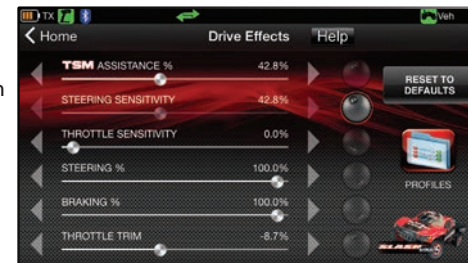 TX Veh
Home Drive Effects Help
TSM ASSISTANCE % 42.8%
RESET TO
DEFAULTS
STEERING SENSITIVITY 42.8%
THROTTLE SENSITIVITY 0.0%
STEERING % 100.0%
PROFILES
BRAKING % 100.0%
THROTTLE TRIM -8.7%
SLASH
n